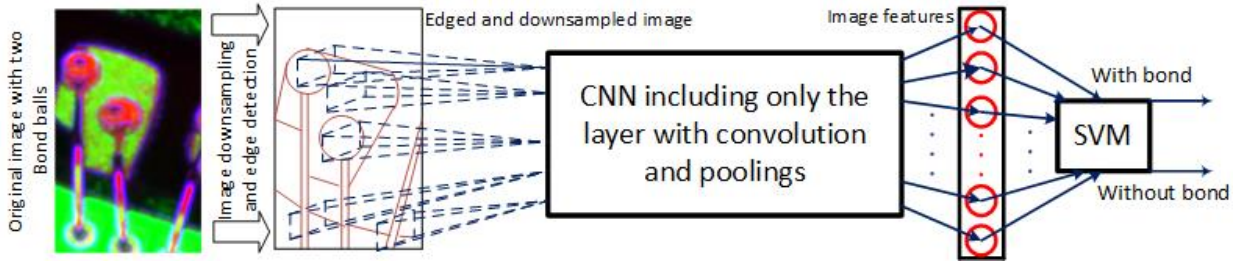 Original image with two
Bond balls
Image downsampling
and edge detection
Edged and downsampled image
CNN including only the
layer with convolution
and poolings
Image features
SVM
With bond
Without bond